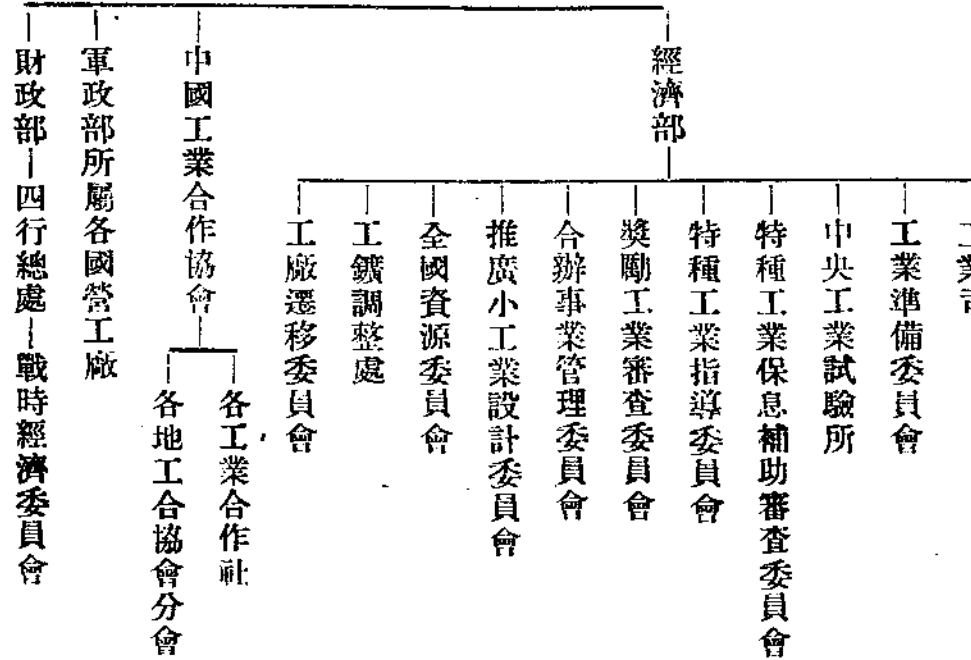 經濟部
工業準備委員會
中央工業試驗所
特種工業保息補助審查委員會
特種工業指導委員會
獎勵工業審查委員會
合辦事業管理委員會
推廣小工業設計委員會
全國資源委員會
工鑛調整處
工廠遷移委員會
中國工業合作協會
各工業合作社
各地工合協會分會
軍政部所屬各國營工廠
財政部—四行總處—戰時經濟委員會